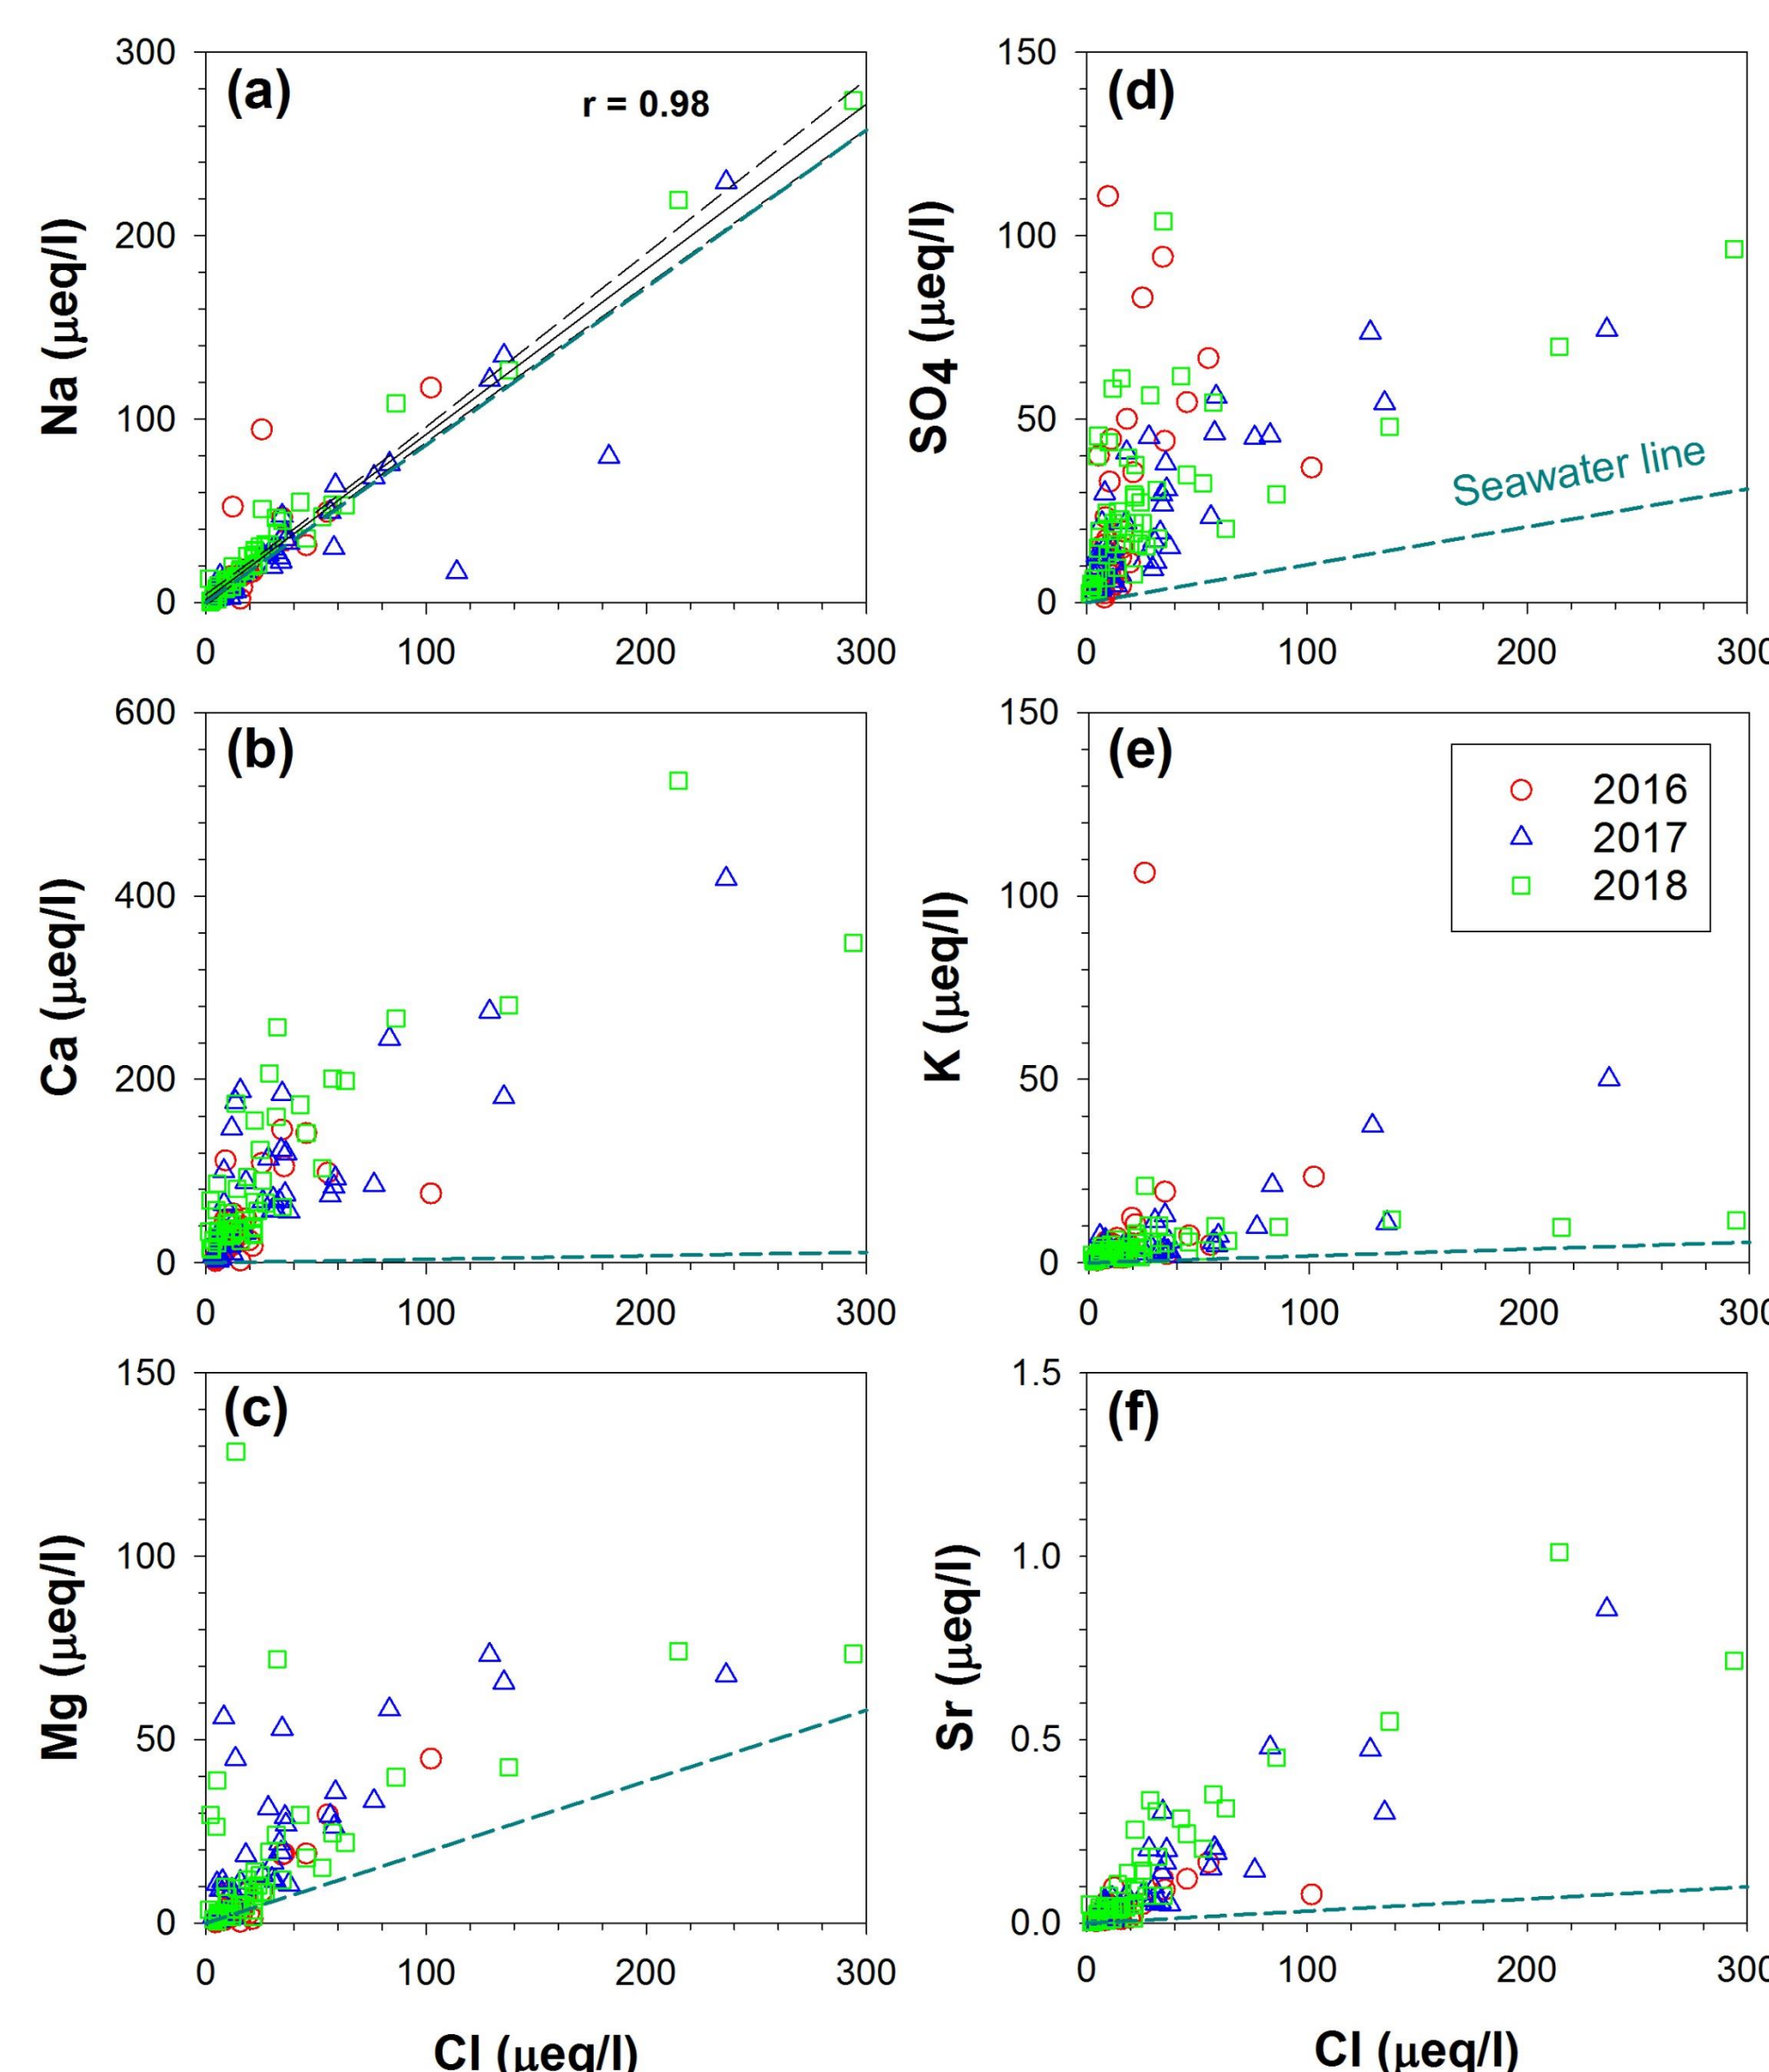 300
(a)
r = 0.98
200
100
0
Na (μeq/l)
0 100 200 300
150
(d)
100
50
0
SO4 (μeq/l)
Seawater line
0 100 200 300
600
(b)
400
200
0
Ca (μeq/l)
0 100 200 300
150
(e)
100
50
0
K (μeq/l)
2016
2017
2018
0 100 200 300
150
(c)
100
50
0
Mg (μeq/l)
0 100 200 300
Cl (μeq/l)
1.5
(f)
1.0
0.5
0.0
Sr (μeq/l)
0 100 200 300
Cl (μeq/l)